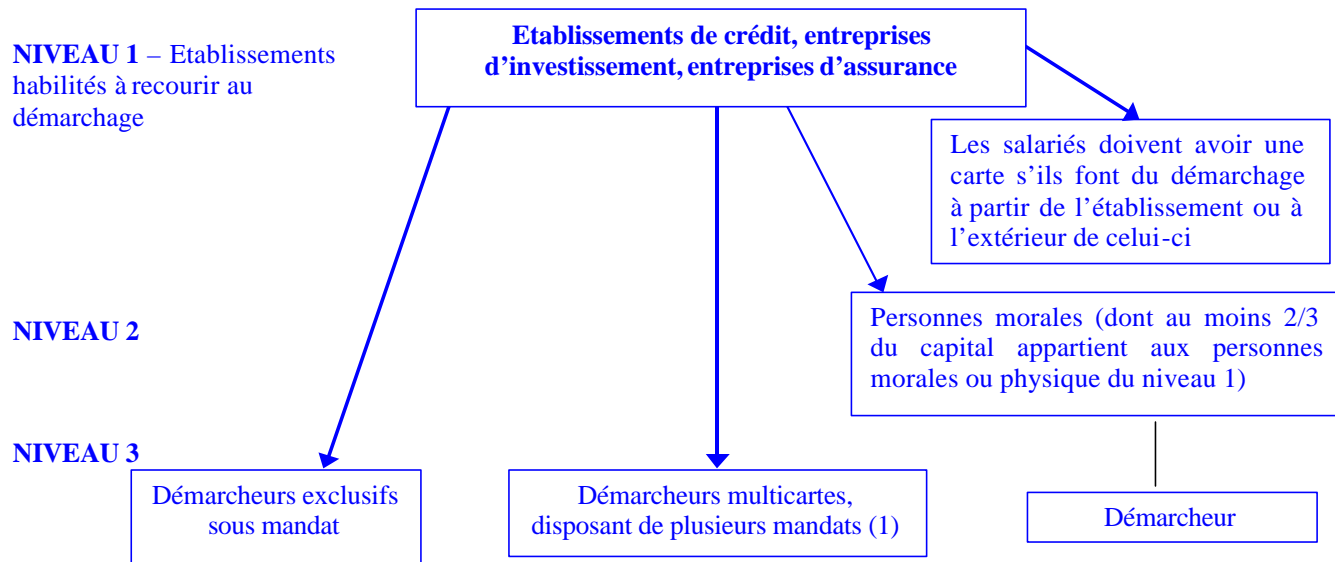 NIVEAU 1 – Etablissements
habilités à recourir au
démarchage
Etablissements de crédit, entreprises
d’investissement, entreprises d’assurance
Les salariés doivent avoir une
carte s’ils font du démarchage
à partir de l’établissement ou à
l’extérieur de celui-ci
NIVEAU 2
Personnes morales (dont au moins 2/3
du capital appartient aux personnes
morales ou physique du niveau 1)
NIVEAU 3
Démarcheurs exclusifs
sous mandat
Démarcheurs multicartes,
disposant de plusieurs mandats (1)
Démarcheur